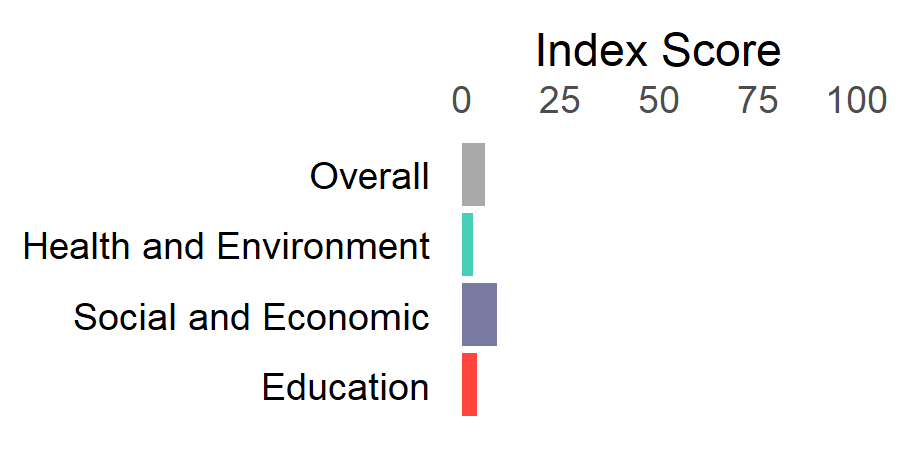 Index Score
0 25 50 75 100
Overall
Health and Environment
Social and Economic
Education